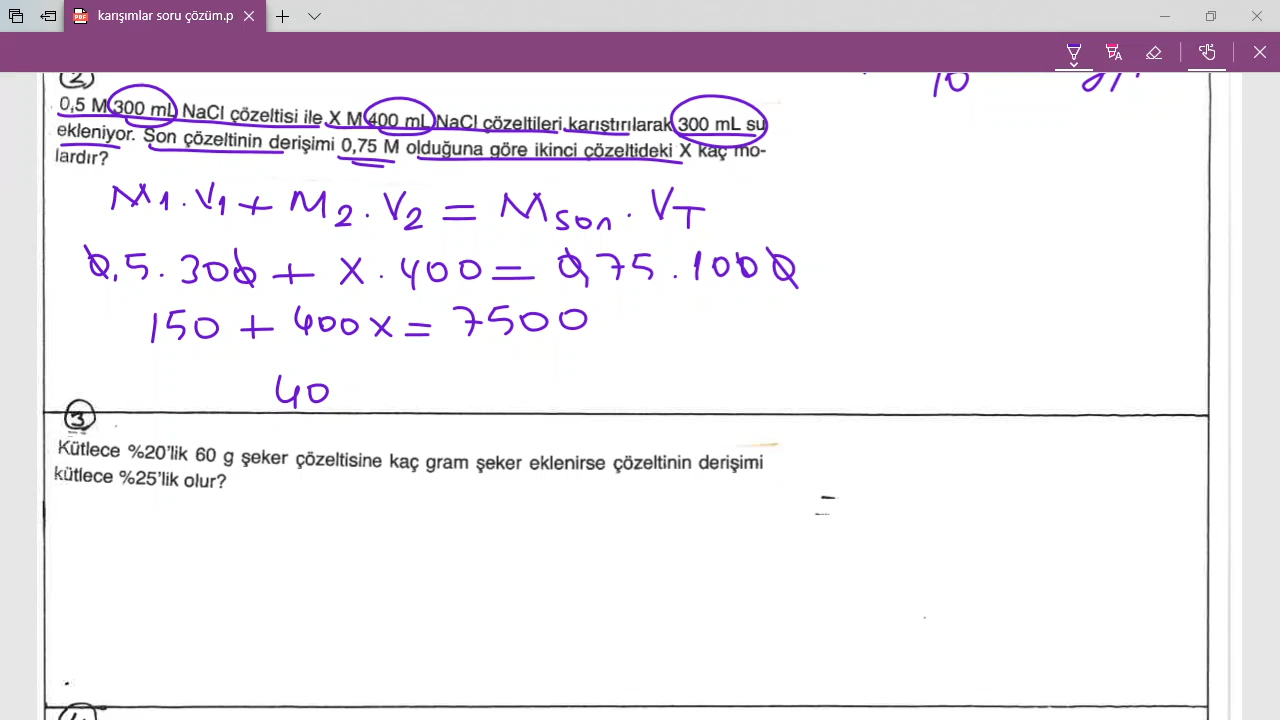 karışımlar soru çözüm.p
2
10
0,5 M 300 mL NaCl çözeltisi ile X M 400 mL NaCl çözeltileri karıştırılarak 300 mL su
ekleniyor. Son çözeltinin derişimi 0,75 M olduğuna göre ikinci çözeltideki X kaç mo-
lardır?
M1.V1 + M2.V2 = Mson.VT
0,5.300 + X.400 = 0,75.1000
150 + 400x = 7500
40
3
Kütlece %20'lik 60 g şeker çözeltisine kaç gram şeker eklenirse çözeltinin derişimi
kütlece %25'lik olur?